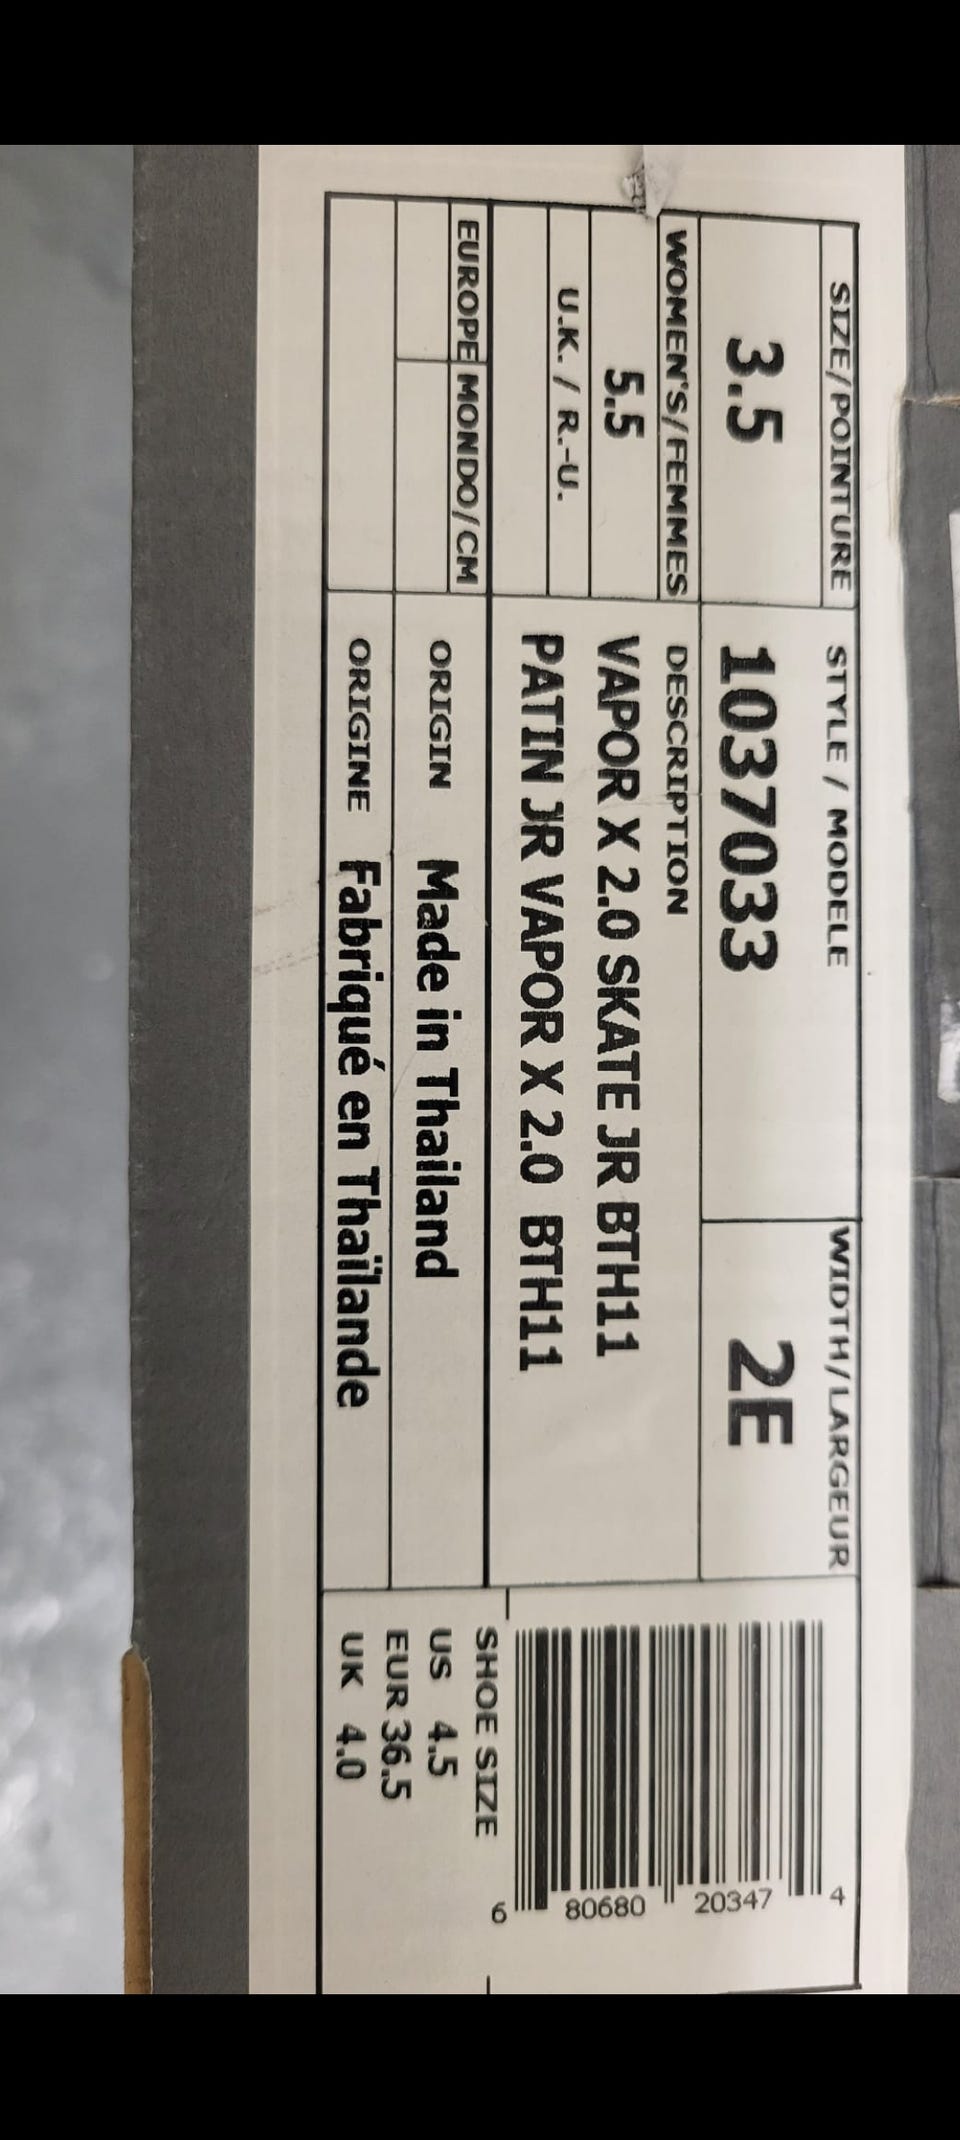 SIZE/POINTURE
3.5
STYLE / MODELE
1037033
WIDTH/LARGEUR
2E
WOMEN'S/FEMMES
5.5
U.K. / R.-U.
EUROPE
MONDO/CM
DESCRIPTION
VAPOR X 2.0 SKATE JR BTH11
PATIN JR VAPOR X 2.0 BTH11
ORIGIN Made in Thailand
ORIGINE Fabriqué en Thaïlande
6 80680 20347 4
SHOE SIZE
US 4.5
EUR 36.5
UK 4.0